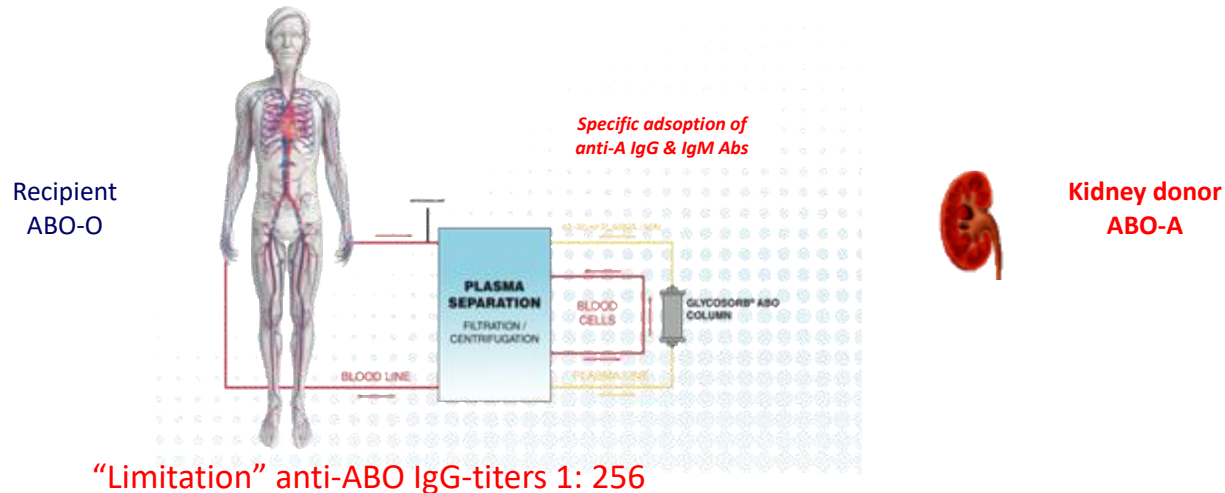 Specific adsoption of
anti-A IgG & IgM Abs
Recipient
ABO-O
Kidney donor
ABO-A
PLASMA
SEPARATION
FILTRATION /
CENTRIFUGATION
BLOOD
CELLS
GLYCOSORB® ABO
COLUMN
BLOOD LINE
PLASMA LINE
“Limitation” anti-ABO IgG-titers 1: 256